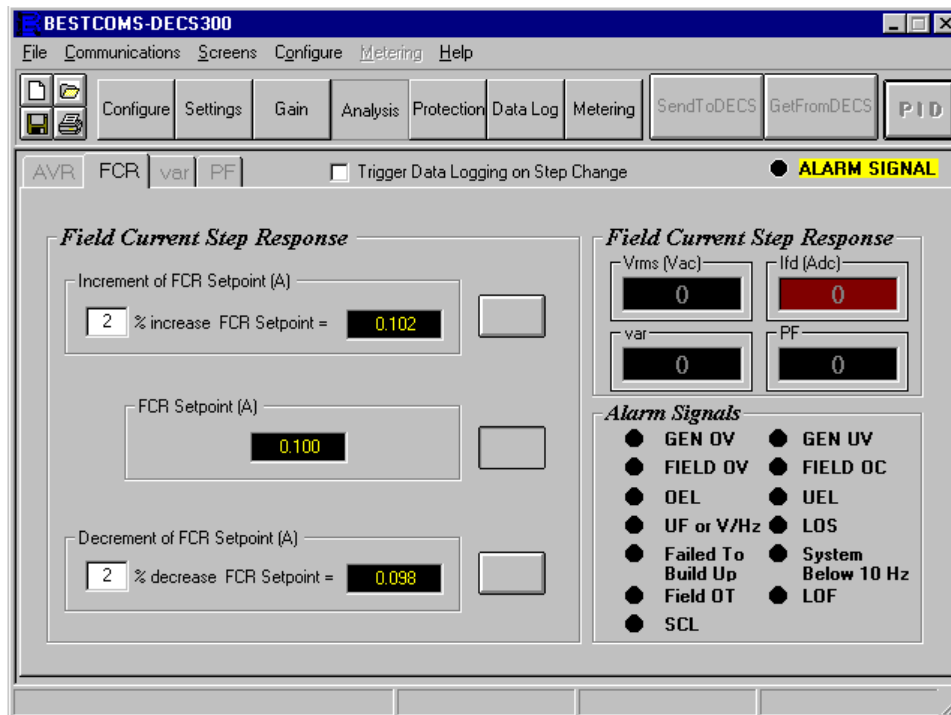 BESTCOMS-DECS300
File Communications Screens Configure Metering Help
Configure Settings Gain Analysis Protection Data Log Metering SendToDECS GetFromDECS PID
AVR FCR var PF Trigger Data Logging on Step Change ALARM SIGNAL
Field Current Step Response
Increment of FCR Setpoint (A)
2 % increase FCR Setpoint = 0.102
FCR Setpoint (A)
0.100
Decrement of FCR Setpoint (A)
2 % decrease FCR Setpoint = 0.098
Field Current Step Response
Vrms (Vac) Ifd (Adc)
0 0
var PF
0 0
Alarm Signals
GEN OV GEN UV
FIELD OV FIELD OC
OEL UEL
UF or V/Hz LOS
Failed To System
Build Up Below 10 Hz
Field OT LOF
SCL